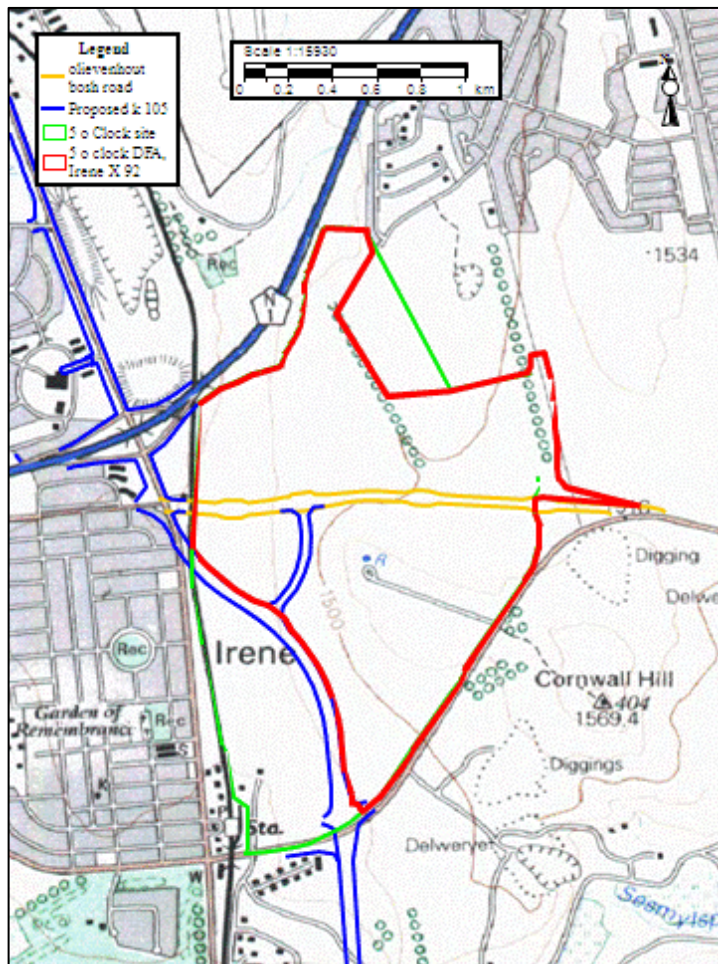 Legend
olievenhout
bosh road
Proposed k 105
5 o Clock site
5 o clock DFA,
Irene X 92
Scale 1:15930
0 0.2 0.4 0.6 0.8 1 km
N
Rec
N
1
1534
R
Digging
1500
Irene
Rec
Cornwall Hill
404
1569.4
Garden of
Remembrance
Rec
S
K
Diggings
Sta.
Delwerye
W